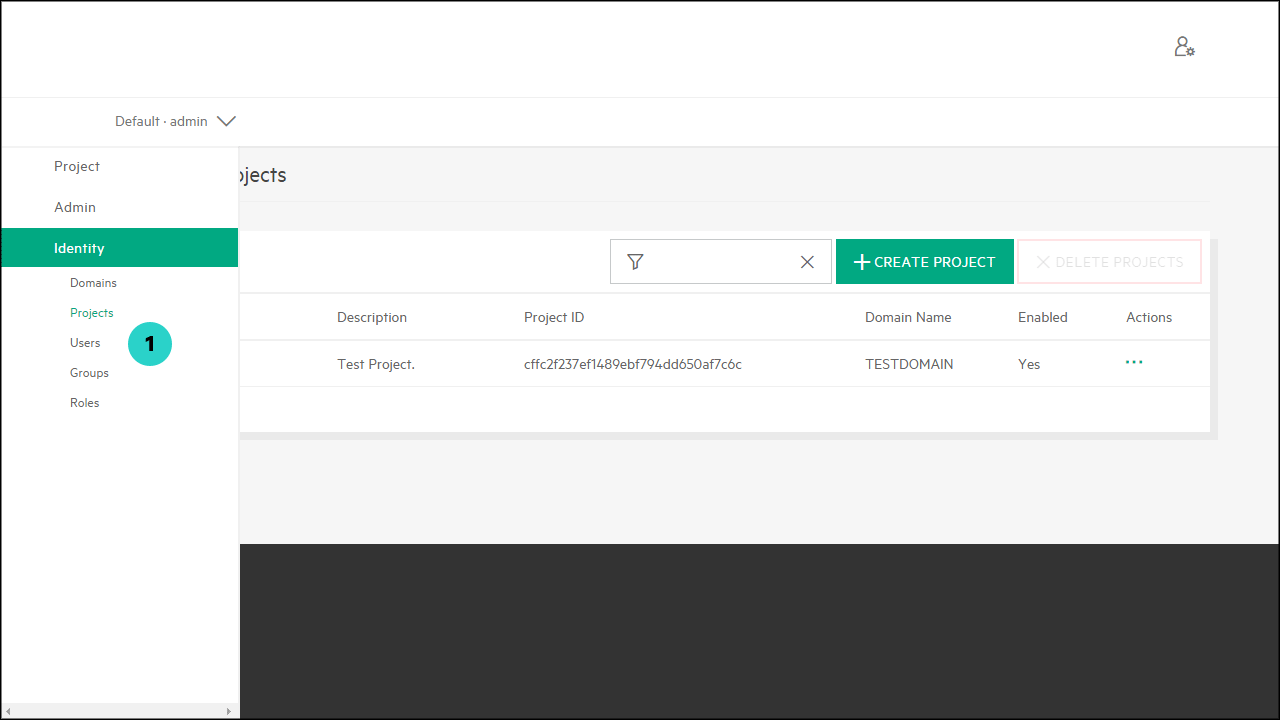 Default · admin
Project
Admin
Identity
Domains
Projects
Users
1
Groups
Roles
ojects
CREATE PROJECT
DELETE PROJECTS
Description Project ID Domain Name Enabled Actions
Test Project. cffc2f237ef1489ebf794dd650af7c6c TESTDOMAIN Yes